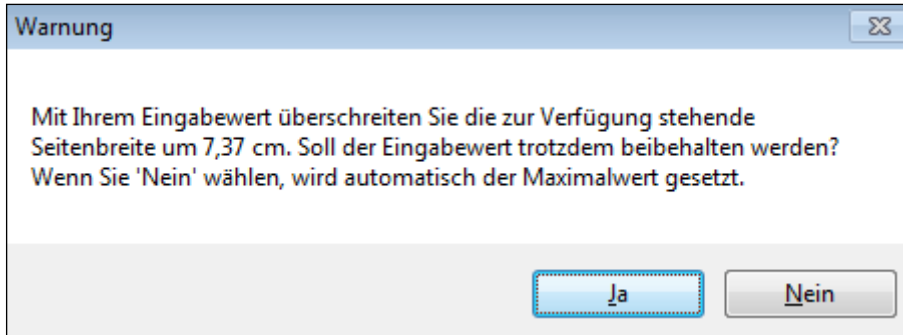 Warnung
Mit Ihrem Eingabewert überschreiten Sie die zur Verfügung stehende
Seitenbreite um 7,37 cm. Soll der Eingabewert trotzdem beibehalten werden?
Wenn Sie 'Nein' wählen, wird automatisch der Maximalwert gesetzt.
Ja
Nein